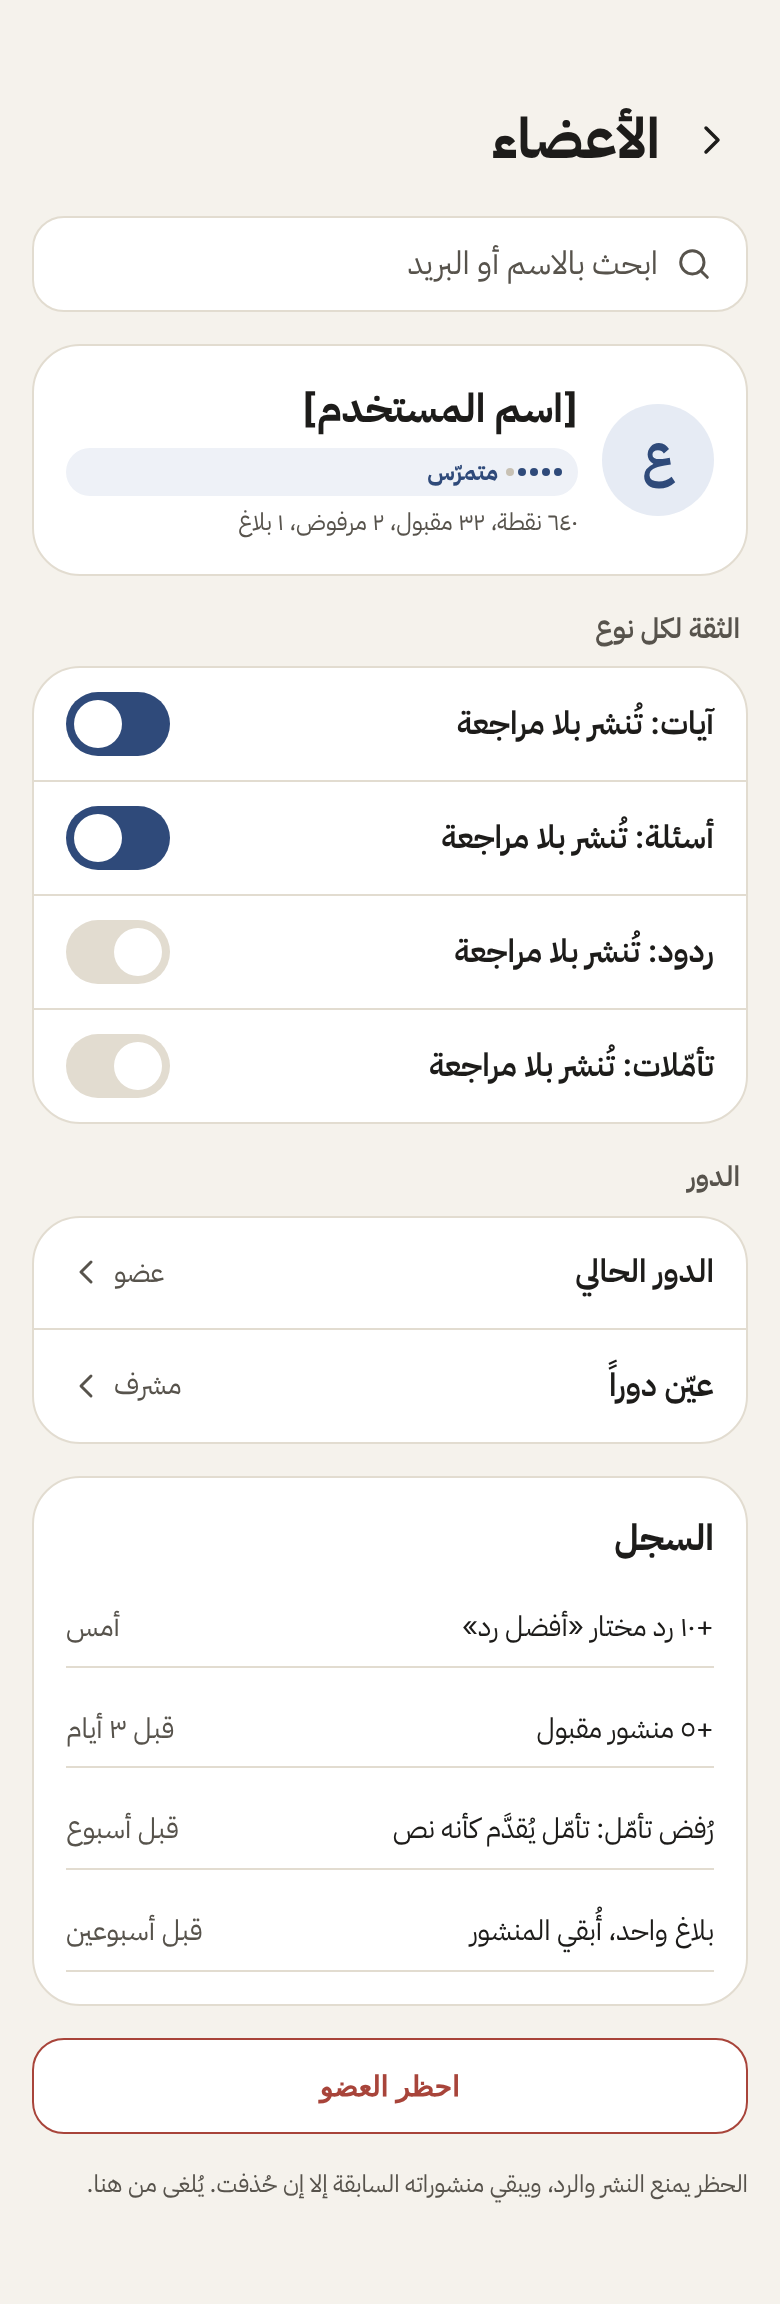 الأعضاء
ابحث بالاسم أو البريد
ع
[اسم المستخدم]
متمرّس
٦٤٠ نقطة، ٣٢ مقبول، ٢ مرفوض، ١ بلاغ
الثقة لكل نوع
آيات: تُنشر بلا مراجعة
أسئلة: تُنشر بلا مراجعة
ردود: تُنشر بلا مراجعة
تأمّلات: تُنشر بلا مراجعة
الدور
الدور الحالي عضو
عيّن دوراً مشرف
السجل
+١٠ رد مختار «أفضل رد» أمس
+٥ منشور مقبول قبل ٣ أيام
رُفض تأمّل: تأمّل يُقدَّم كأنه نص قبل أسبوع
بلاغ واحد، أُبقي المنشور قبل أسبوعين
احظر العضو
الحظر يمنع النشر والرد، ويبقي منشوراته السابقة إلا إن حُذفت. يُلغى من هنا.